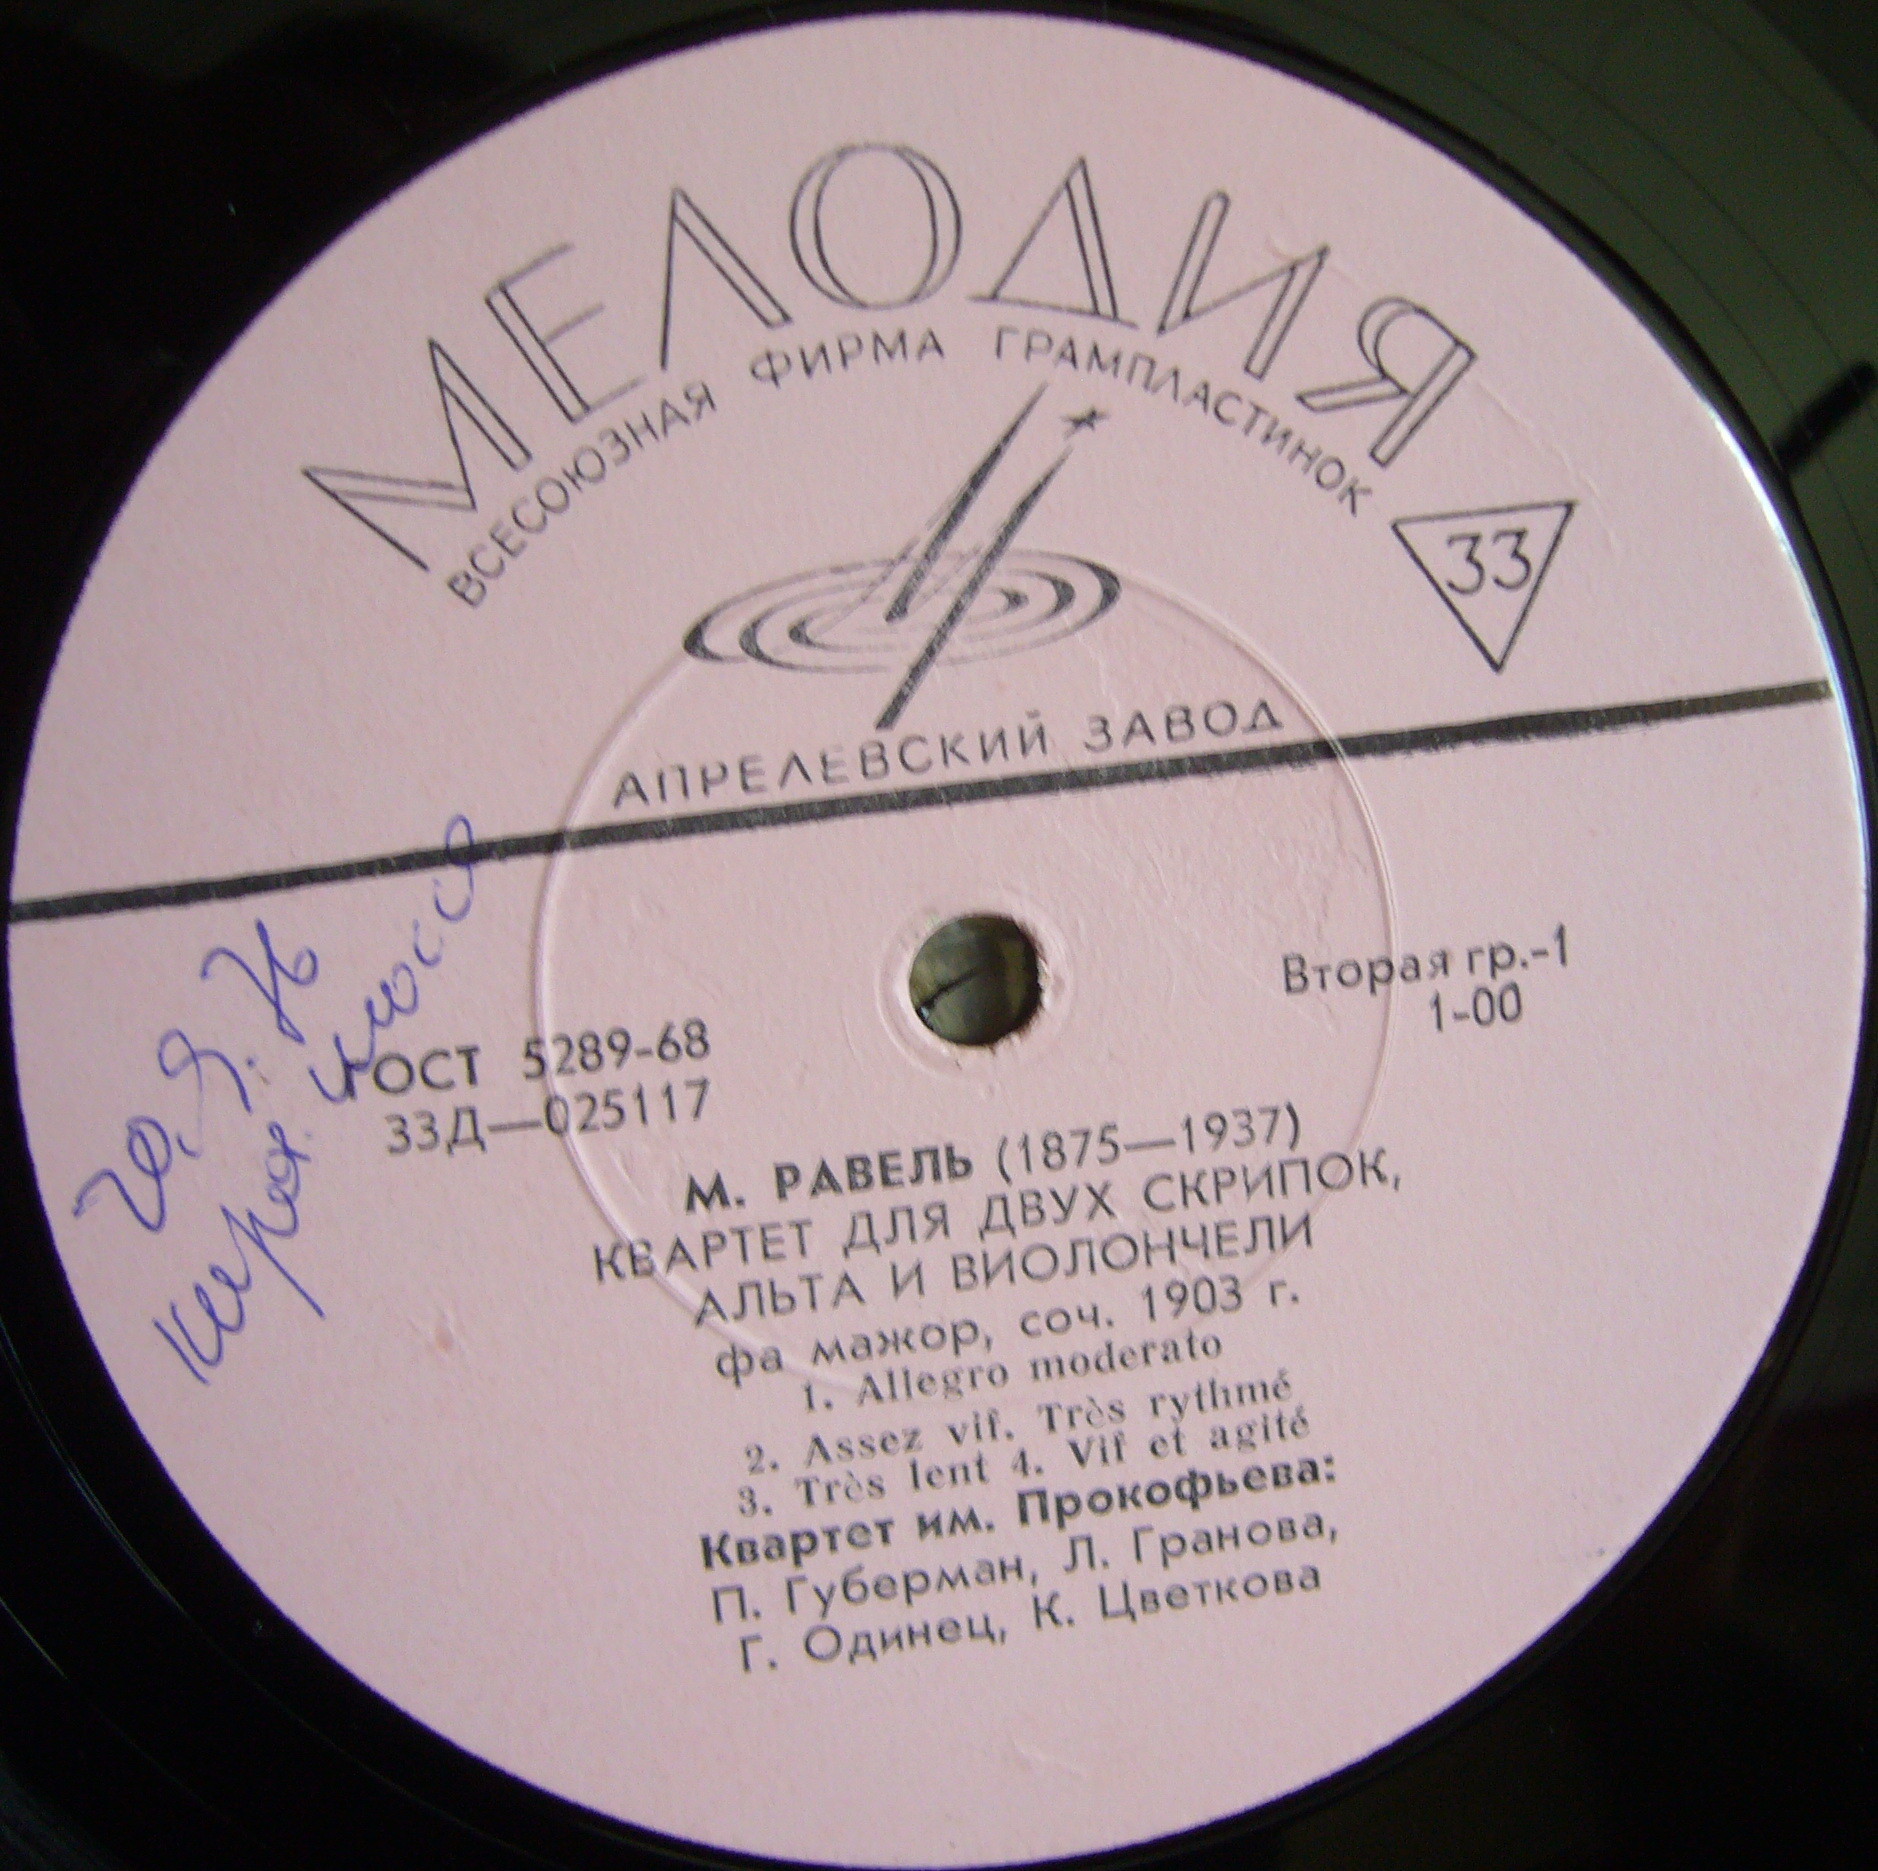 МЕЛОДИЯ
ВСЕСОЮЗНАЯ ФИРМА ГРАМПЛАСТИНОК
33
АПРЕЛЕВСКИЙ ЗАВОД
Вторая гр.-1
1-00
ГОСТ 5289-68
33Д—025117
М. РАВЕЛЬ (1875—1937)
КВАРТЕТ ДЛЯ ДВУХ СКРИПОК,
АЛЬТА И ВИОЛОНЧЕЛИ
фа мажор, соч. 1903 г.
1. Allegro moderato
2. Assez vif. Très rythmé
3. Très lent 4. Vif et agité
Квартет им. Прокофьева:
П. Губерман, Л. Гранова,
Г. Одинец, К. Цветкова